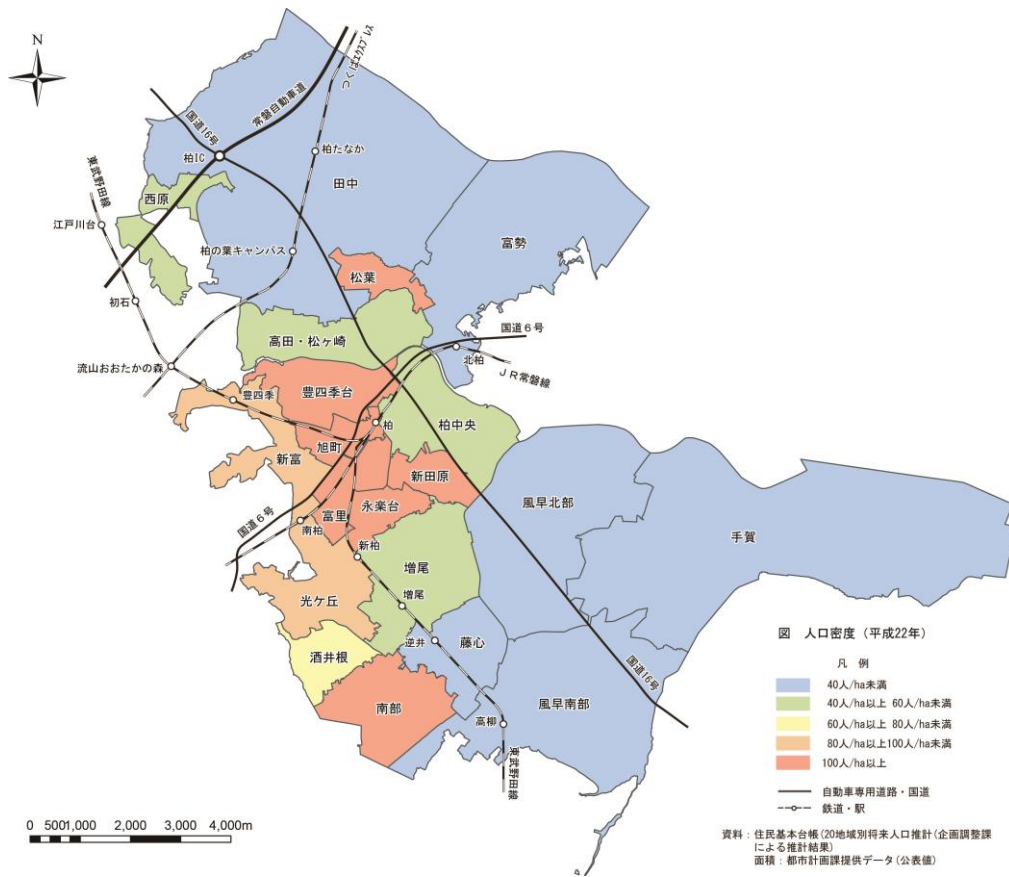 N
常磐自動車道
つくばエクスプレス
国道16号
柏IC
柏たなか
東武野田線
西原
田中
江戸川台
富勢
柏の葉キャンパス
松葉
初石
国道6号
高田・松ヶ崎
北柏
JR常磐線
流山おおたかの森
豊四季
豊四季台
柏
柏中央
旭町
新富
新田原
風早北部
永楽台
富里
国道6号
南柏
手賀
新柏
増尾
光ケ丘
増尾
逆井
藤心
酒井根
国道16号
南部
高柳
風早南部
東武野田線
図 人口密度（平成22年）
凡 例
40人/ha未満
40人/ha以上 60人/ha未満
60人/ha以上 80人/ha未満
80人/ha以上100人/ha未満
100人/ha以上
自動車専用道路・国道
鉄道・駅
0 500 1,000 2,000 3,000 4,000m
資料：住民基本台帳(20地域別将来人口推計(企画調整課
による推計結果)
面積：都市計画課提供データ(公表値)